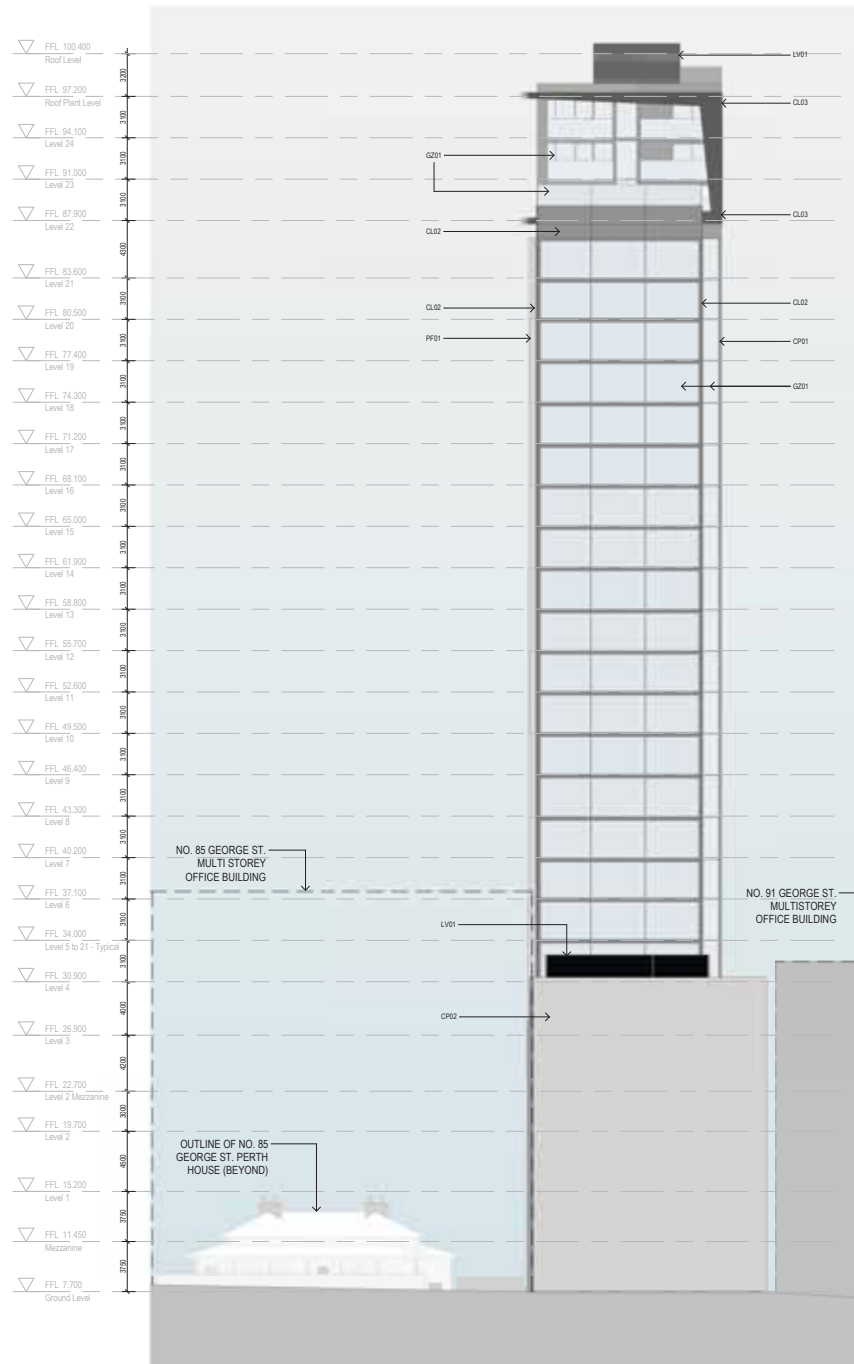 FFL 100.400
Roof Level
3200
FFL 97.200
Roof Plant Level
3100
FFL 94.100
Level 24
3100
FFL 91.000
Level 23
3100
FFL 87.900
Level 22
4300
FFL 83.600
Level 21
3100
FFL 80.500
Level 20
3100
FFL 77.400
Level 19
3100
FFL 74.300
Level 18
3100
FFL 71.200
Level 17
3100
FFL 68.100
Level 16
3100
FFL 65.000
Level 15
3100
FFL 61.900
Level 14
3100
FFL 58.800
Level 13
3100
FFL 55.700
Level 12
3100
FFL 52.600
Level 11
3100
FFL 49.500
Level 10
3100
FFL 46.400
Level 9
3100
FFL 43.300
Level 8
3100
FFL 40.200
Level 7
3100
FFL 37.100
Level 6
3100
FFL 34.000
Level 5 to 21 - Typical
3100
FFL 30.900
Level 4
4000
FFL 26.900
Level 3
4200
FFL 22.700
Level 2 Mezzanine
3000
FFL 19.700
Level 2
4500
FFL 15.200
Level 1
3750
FFL 11.450
Mezzanine
3750
FFL 7.700
Ground Level
LV01
CL03
GZ01
CL03
CL02
CL02
CL02
PF01
CP01
GZ01
NO. 85 GEORGE ST.
MULTI STOREY
OFFICE BUILDING
NO. 91 GEORGE ST.
MULTISTOREY
OFFICE BUILDING
LV01
CP02
OUTLINE OF NO. 85
GEORGE ST. PERTH
HOUSE (BEYOND)